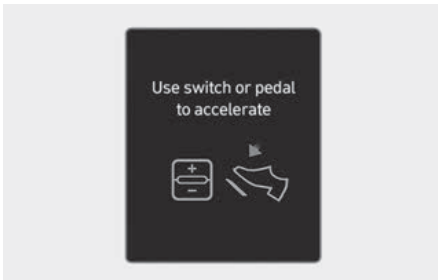 Use switch or pedal
to accelerate
+
−